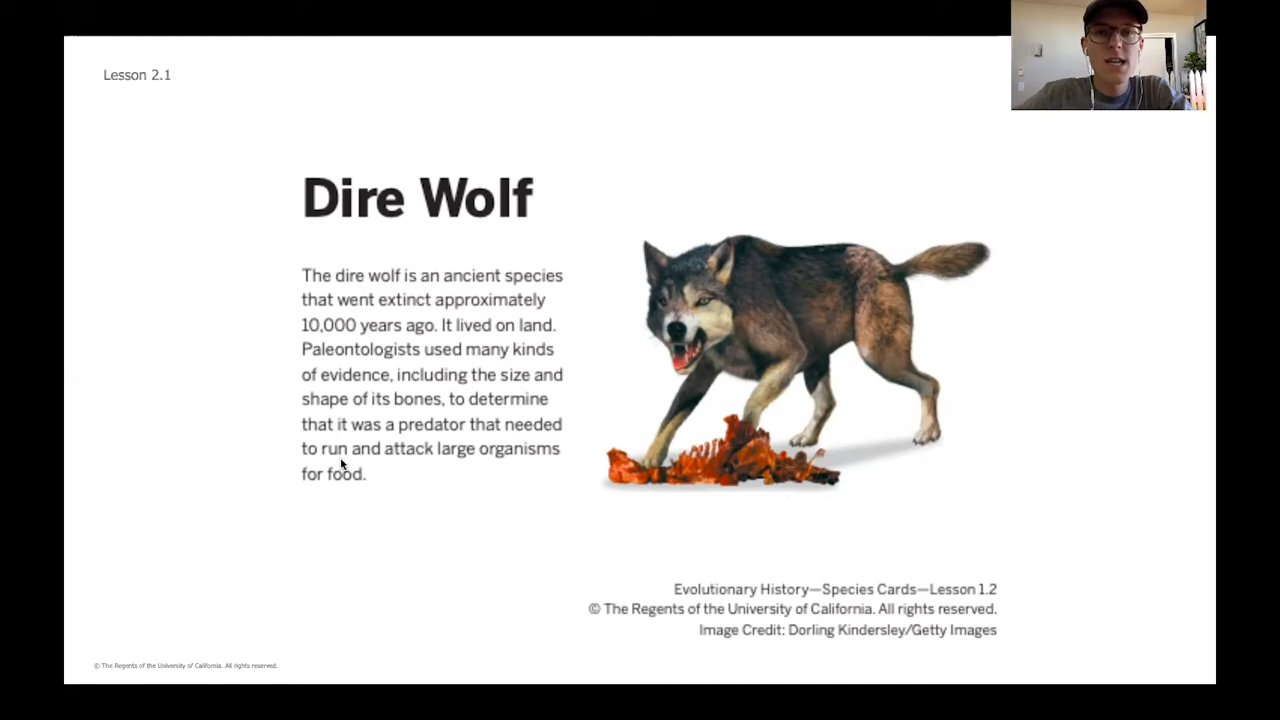 Lesson 2.1
Dire Wolf
The dire wolf is an ancient species
that went extinct approximately
10,000 years ago. It lived on land.
Paleontologists used many kinds
of evidence, including the size and
shape of its bones, to determine
that it was a predator that needed
to run and attack large organisms
for food.
Evolutionary History—Species Cards—Lesson 1.2
© The Regents of the University of California. All rights reserved.
Image Credit: Dorling Kindersley/Getty Images
© The Regents of the University of California. All rights reserved.